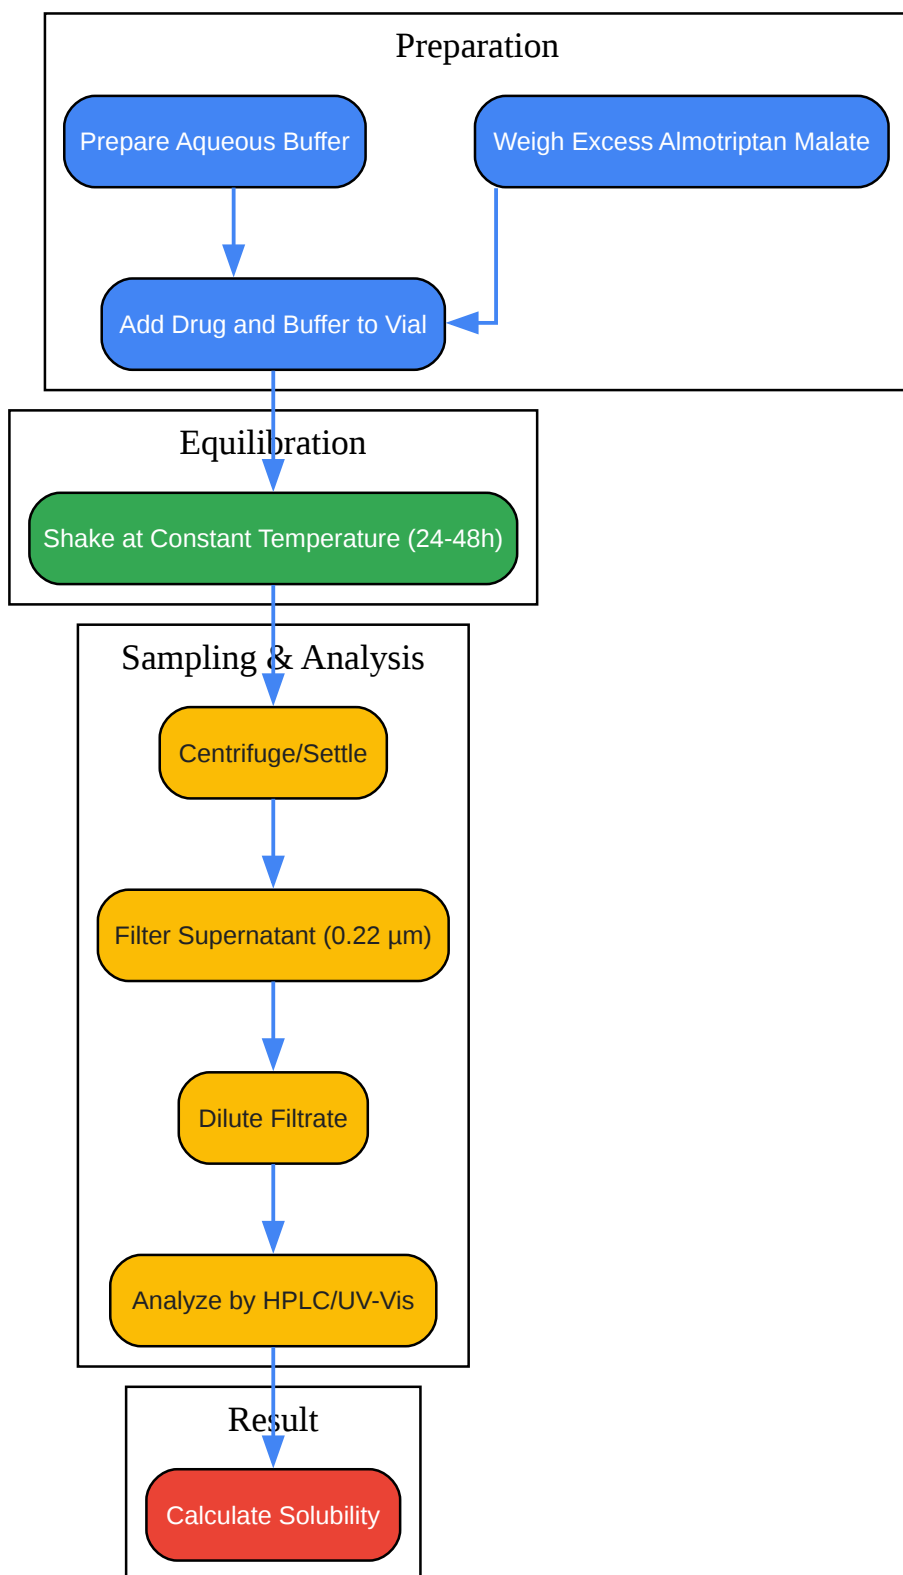 Preparation
Prepare Aqueous Buffer
Weigh Excess Almotriptan Malate
Add Drug and Buffer to Vial
Equilibration
Shake at Constant Temperature (24-48h)
Sampling & Analysis
Centrifuge/Settle
Filter Supernatant (0.22 µm)
Dilute Filtrate
Analyze by HPLC/UV-Vis
Result
Calculate Solubility